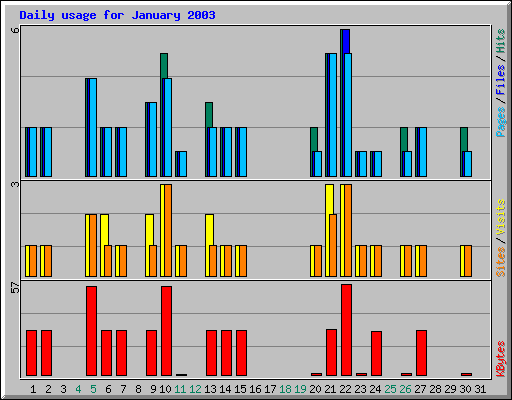 Daily usage for January 2003
6
Pages / Files / Hits
3
Sites / Visits
57
KBytes
1 2 3 4 5 6 7 8 9 10 11 12 13 14 15 16 17 18 19 20 21 22 23 24 25 26 27 28 29 30 31